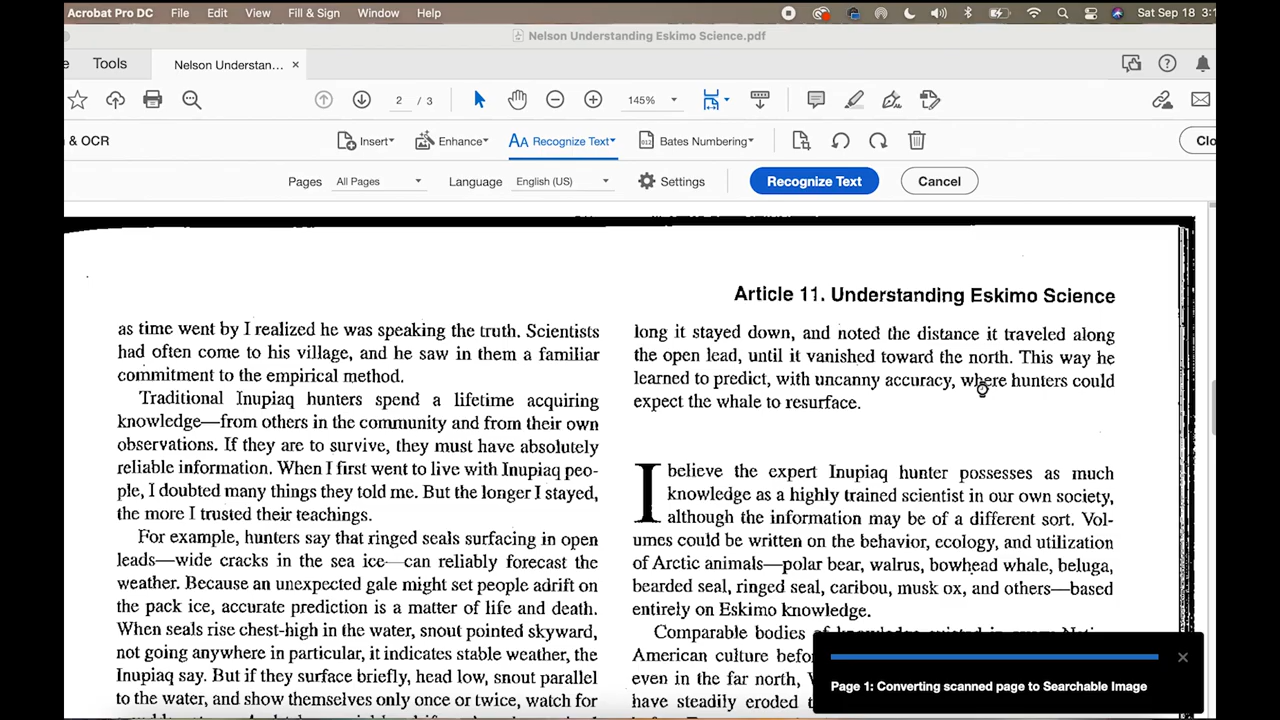 Acrobat Pro DC File Edit View Fill & Sign Window Help Sat Sep 18 3:1
Nelson Understanding Eskimo Science.pdf
e Tools Nelson Understan... ×
2 / 3 145%
& OCR Insert Enhance Recognize Text Bates Numbering Clo
Pages All Pages Language English (US) Settings Recognize Text Cancel
Article 11. Understanding Eskimo Science
as time went by I realized he was speaking the truth. Scientists
had often come to his village, and he saw in them a familiar
commitment to the empirical method.
Traditional Inupiaq hunters spend a lifetime acquiring
knowledge—from others in the community and from their own
observations. If they are to survive, they must have absolutely
reliable information. When I first went to live with Inupiaq peo-
ple, I doubted many things they told me. But the longer I stayed,
the more I trusted their teachings.
For example, hunters say that ringed seals surfacing in open
leads—wide cracks in the sea ice—can reliably forecast the
weather. Because an unexpected gale might set people adrift on
the pack ice, accurate prediction is a matter of life and death.
When seals rise chest-high in the water, snout pointed skyward,
not going anywhere in particular, it indicates stable weather, the
Inupiaq say. But if they surface briefly, head low, snout parallel
to the water, and show themselves only once or twice, watch for
long it stayed down, and noted the distance it traveled along
the open lead, until it vanished toward the north. This way he
learned to predict, with uncanny accuracy, where hunters could
expect the whale to resurface.
I believe the expert Inupiaq hunter possesses as much
knowledge as a highly trained scientist in our own society,
although the information may be of a different sort. Vol-
umes could be written on the behavior, ecology, and utilization
of Arctic animals—polar bear, walrus, bowhead whale, beluga,
bearded seal, ringed seal, caribou, musk ox, and others—based
entirely on Eskimo knowledge.
Comparable bodies of
American culture befo
even in the far north,
have steadily eroded
Page 1: Converting scanned page to Searchable Image